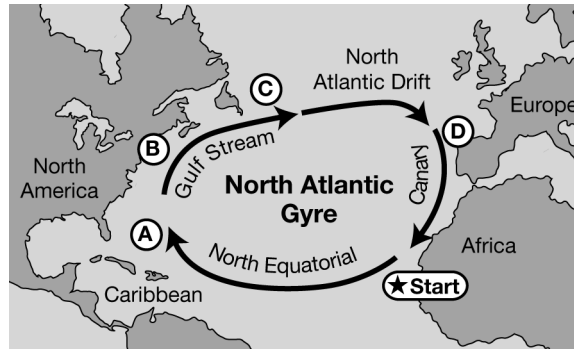 North
Atlantic Drift
C
Europe
D
B
Gulf Stream
Canary
North
America
North Atlantic
Gyre
A
North Equatorial
Africa
Caribbean
★Start